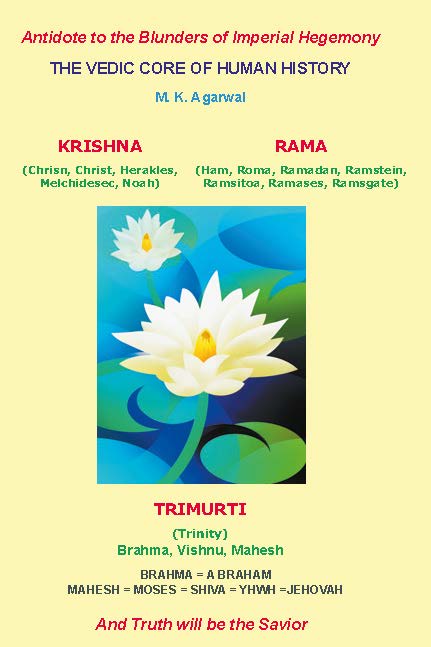 Antidote to the Blunders of Imperial Hegemony
THE VEDIC CORE OF HUMAN HISTORY
M. K. Agarwal
KRISHNA
(Chrisn, Christ, Herakles,
Melchidesec, Noah)
RAMA
(Ham, Roma, Ramadan, Ramstein,
Ramsitoa, Ramases, Ramsgate)
TRIMURTI
(Trinity)
Brahma, Vishnu, Mahesh
BRAHMA = A BRAHAM
MAHESH = MOSES = SHIVA = YHWH =JEHOVAH
And Truth will be the Savior